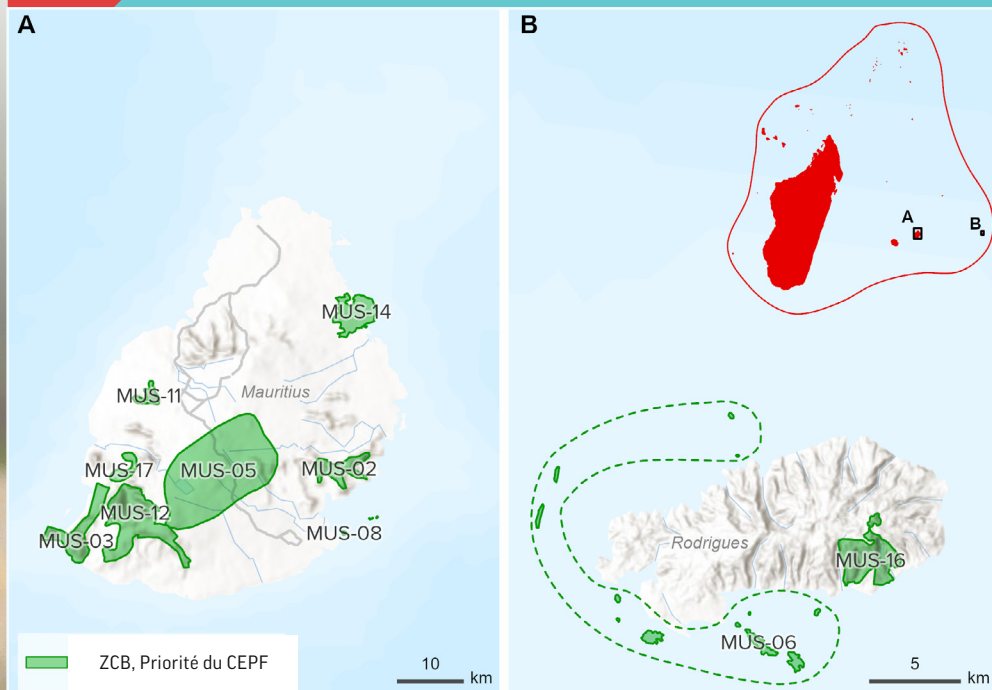 A
MUS-14
MUS-11
Mauritius
MUS-17
MUS-05
MUS-02
MUS-12
MUS-03
MUS-08
ZCB, Priorité du CEPF
10
km
B
A
B
Rodrigues
MUS-16
MUS-06
5
km